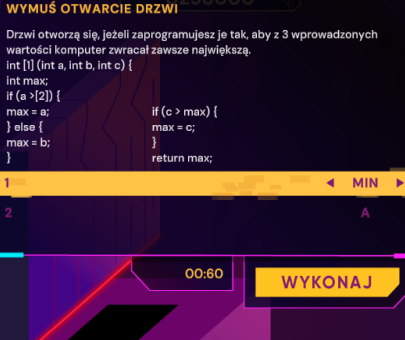 WYMUŚ OTWARCIE DRZWI
Drzwi otworzą się, jeżeli zaprogramujesz je tak, aby z 3 wprowadzonych
wartości komputer zwracał zawsze największą.
int [1] (int a, int b, int c) {
int max;
if (a >[2]) {
max = a;
} else {
max = b;
}
if (c > max) {
max = c;
}
return max;
1 ◀ MIN ▶
2 A
00:60
WYKONAJ